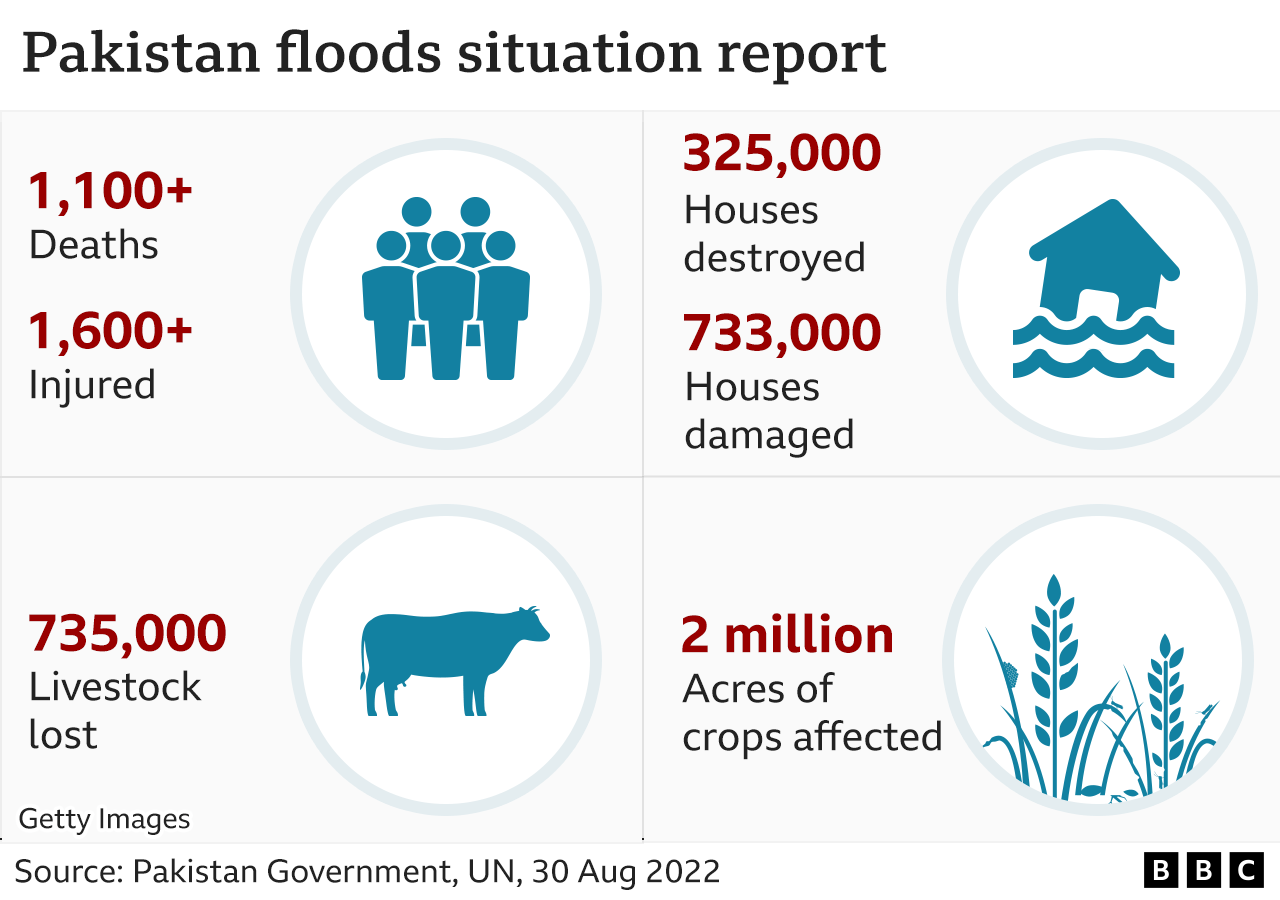 Pakistan floods situation report
1,100+
Deaths
1,600+
Injured
325,000
Houses
destroyed
733,000
Houses
damaged
735,000
Livestock
lost
2 million
Acres of
crops affected
Getty Images
Source: Pakistan Government, UN, 30 Aug 2022
BBC